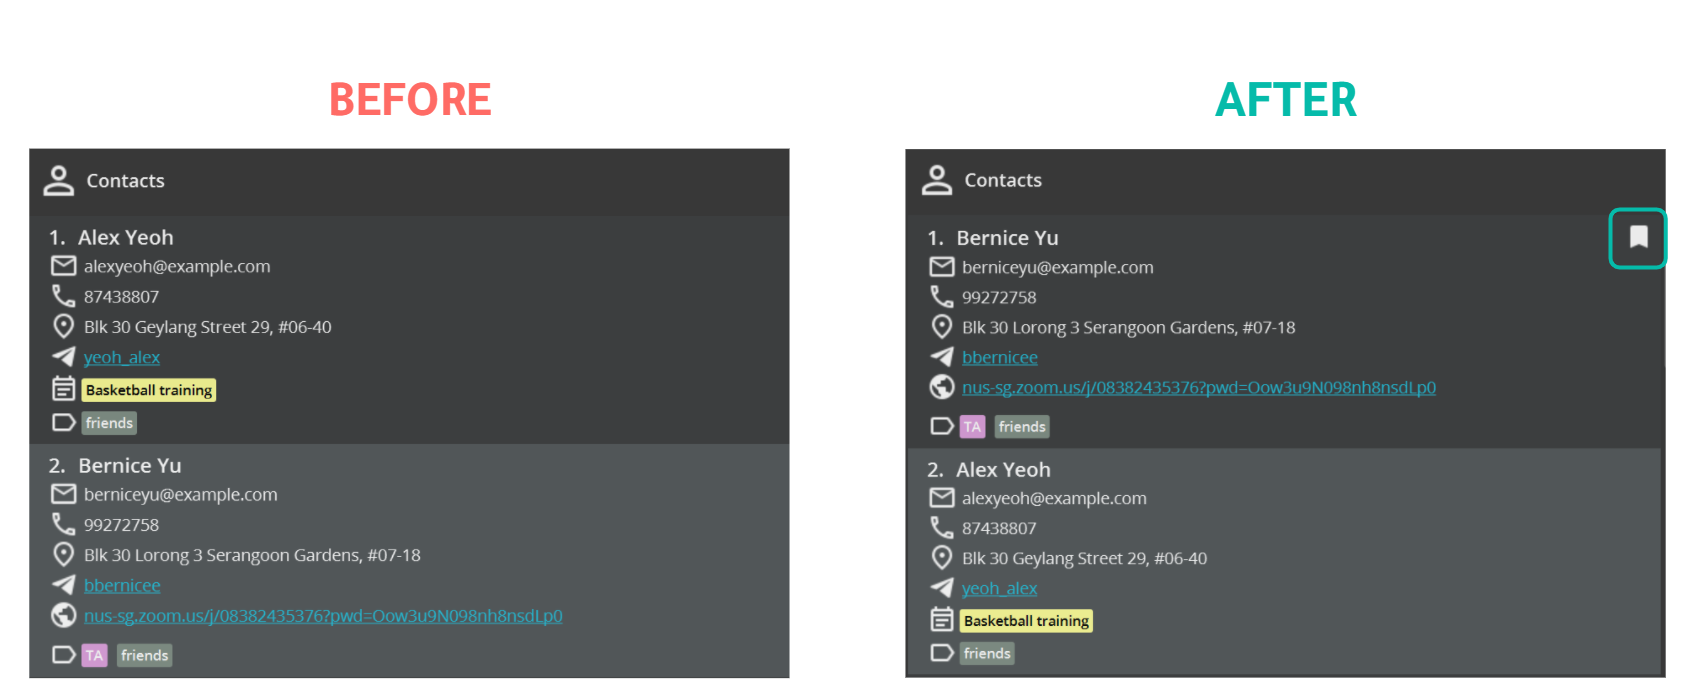 BEFORE
Contacts
1. Alex Yeoh
alexyeoh@example.com
87438807
Blk 30 Geylang Street 29, #06-40
yeoh_alex
Basketball training
friends
2. Bernice Yu
berniceyu@example.com
99272758
Blk 30 Lorong 3 Serangoon Gardens, #07-18
bbernicee
nus-sg.zoom.us/j/08382435376?pwd=Oow3u9N098nh8nsdLp0
TA friends
AFTER
Contacts
1. Bernice Yu
berniceyu@example.com
99272758
Blk 30 Lorong 3 Serangoon Gardens, #07-18
bbernicee
nus-sg.zoom.us/j/08382435376?pwd=Oow3u9N098nh8nsdLp0
TA friends
2. Alex Yeoh
alexyeoh@example.com
87438807
Blk 30 Geylang Street 29, #06-40
yeoh_alex
Basketball training
friends